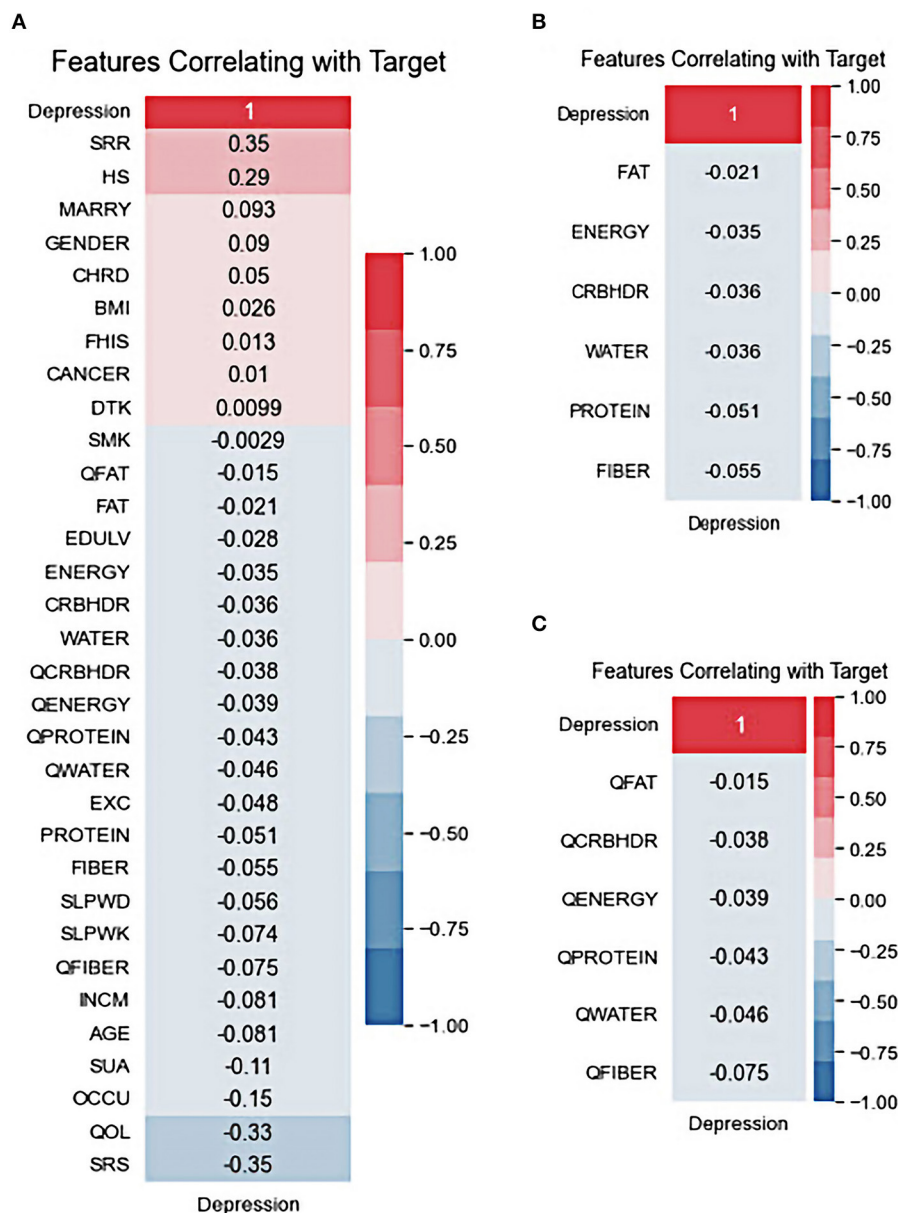 A
Features Correlating with Target
Depression 1
SRR 0.35
HS 0.29
MARRY 0.093
GENDER 0.09
CHRD 0.05
BMI 0.026
FHIS 0.013
CANCER 0.01
DTK 0.0099
SMK -0.0029
QFAT -0.015
FAT -0.021
EDULV -0.028
ENERGY -0.035
CRBHDR -0.036
WATER -0.036
QCRBHDR -0.038
QENERGY -0.039
QPROTEIN -0.043
QWATER -0.046
EXC -0.048
PROTEIN -0.051
FIBER -0.055
SLPWD -0.056
SLPWK -0.074
QFIBER -0.075
INCM -0.081
AGE -0.081
SUA -0.11
OCCU -0.15
QOL -0.33
SRS -0.35
Depression
1.00
0.75
0.50
0.25
0.00
-0.25
-0.50
-0.75
-1.00
B
Features Correlating with Target
Depression 1
FAT -0.021
ENERGY -0.035
CRBHDR -0.036
WATER -0.036
PROTEIN -0.051
FIBER -0.055
Depression
1.00
0.75
0.50
0.25
0.00
-0.25
-0.50
-0.75
-1.00
C
Features Correlating with Target
Depression 1
QFAT -0.015
QCRBHDR -0.038
QENERGY -0.039
QPROTEIN -0.043
QWATER -0.046
QFIBER -0.075
Depression
1.00
0.75
0.50
0.25
0.00
-0.25
-0.50
-0.75
-1.00